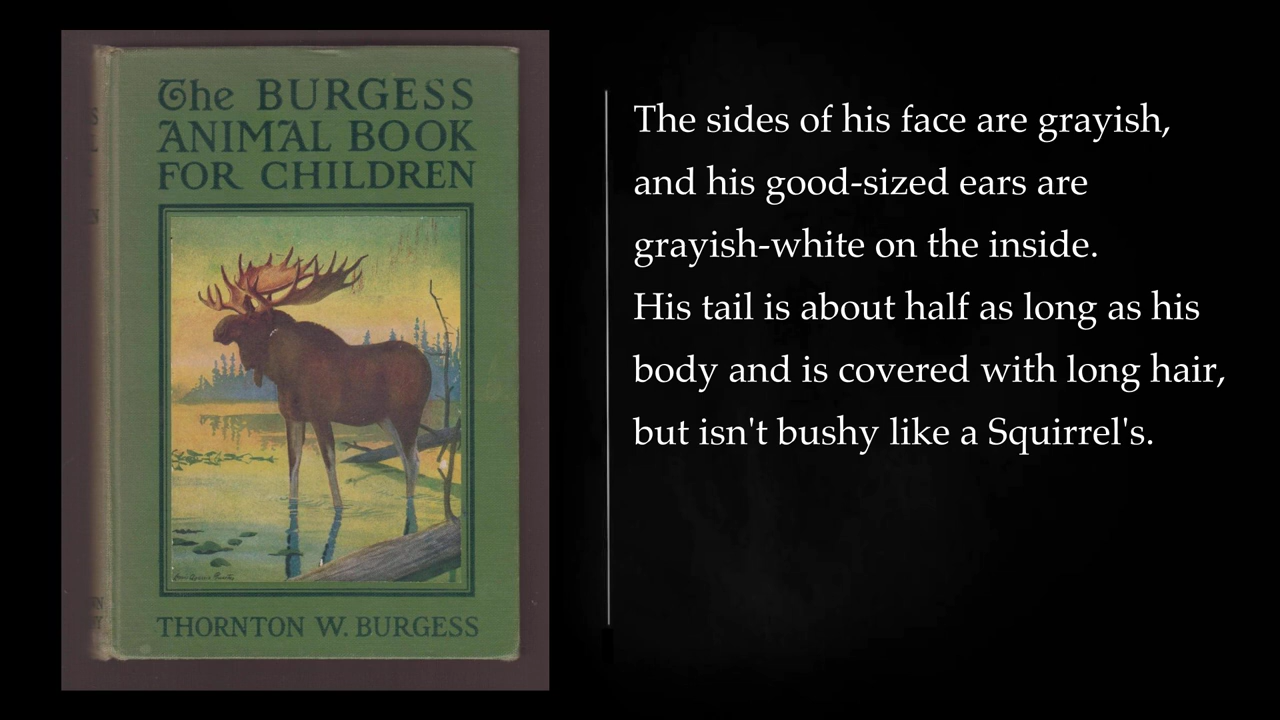 The BURGESS
ANIMAL BOOK
FOR CHILDREN
THORNTON W. BURGESS
The sides of his face are grayish,
and his good-sized ears are
grayish-white on the inside.
His tail is about half as long as his
body and is covered with long hair,
but isn't bushy like a Squirrel's.